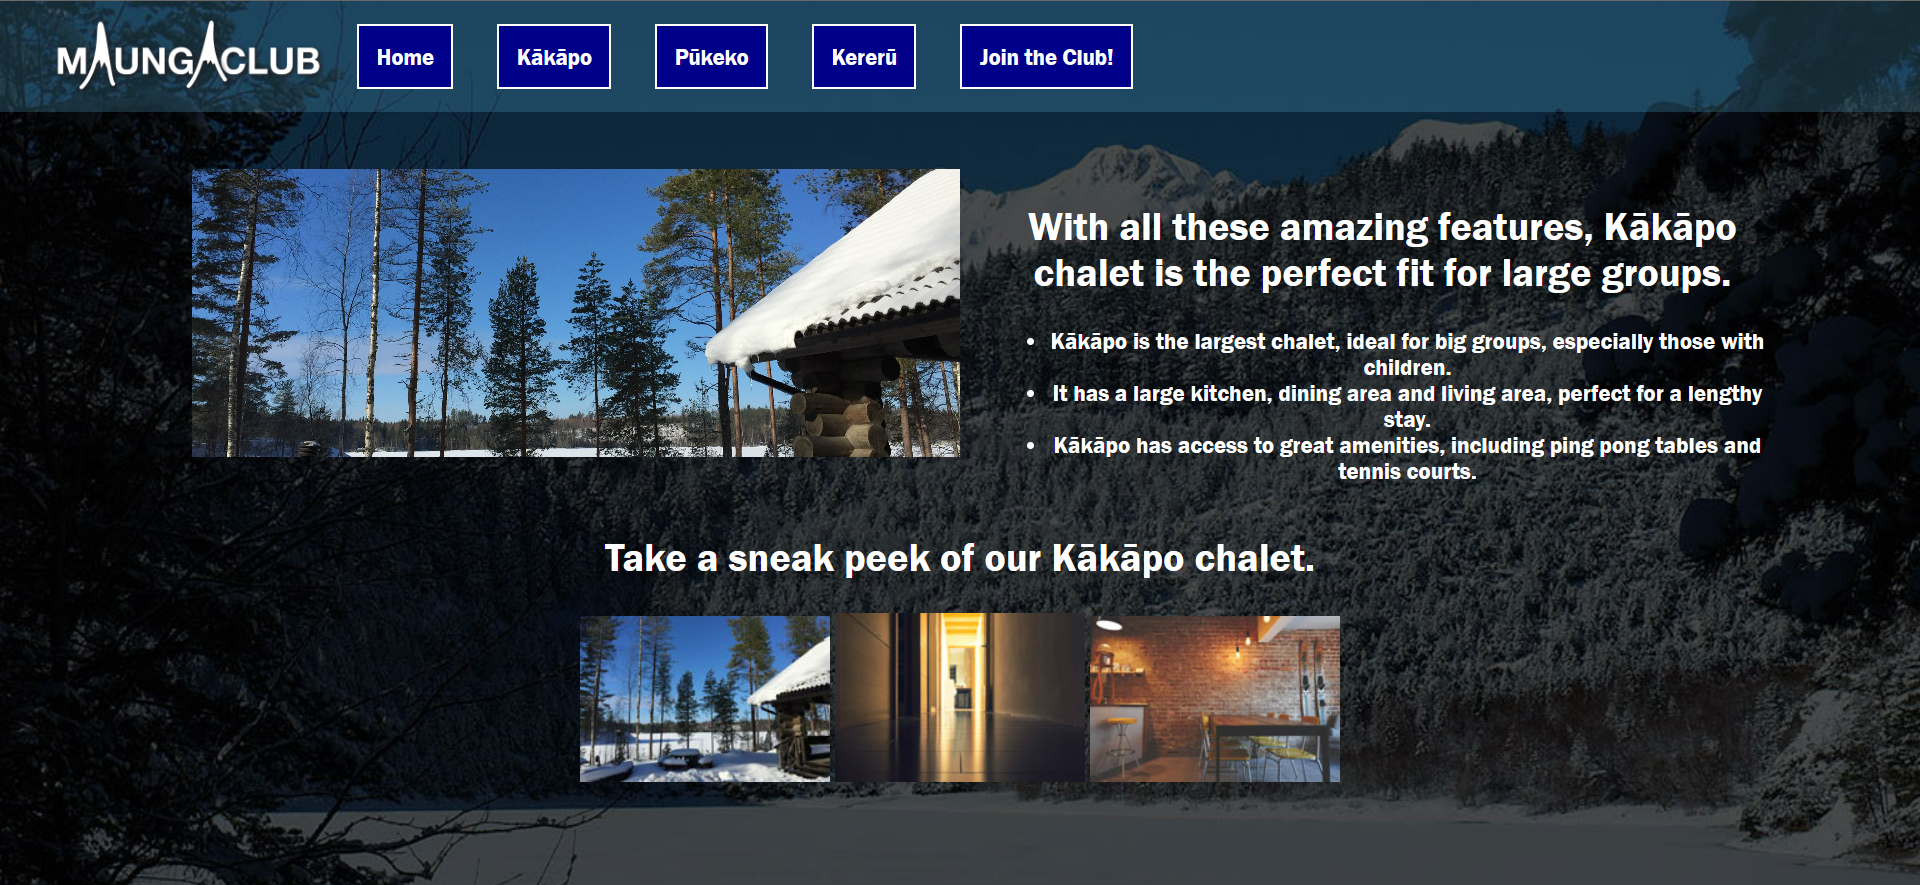 MAUNGACLUB
Home
Kākāpo
Pūkeko
Kererū
Join the Club!
With all these amazing features, Kākāpo
chalet is the perfect fit for large groups.
• Kākāpo is the largest chalet, ideal for big groups, especially those with
children.
• It has a large kitchen, dining area and living area, perfect for a lengthy
stay.
• Kākāpo has access to great amenities, including ping pong tables and
tennis courts.
Take a sneak peek of our Kākāpo chalet.